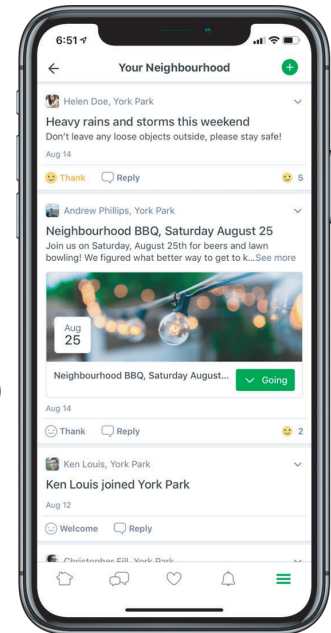 6:51
Your Neighbourhood
Helen Doe, York Park
Heavy rains and storms this weekend
Don't leave any loose objects outside, please stay safe!
Aug 14
Thank Reply 5
Andrew Phillips, York Park
Neighbourhood BBQ, Saturday August 25
Join us on Saturday, August 25th for beers and lawn
bowling! We figured what better way to get to k...See more
Aug
25
Neighbourhood BBQ, Saturday August...
Going
Aug 14
Thank Reply 2
Ken Louis, York Park
Ken Louis joined York Park
Aug 12
Welcome Reply
Christopher Fill, York Park